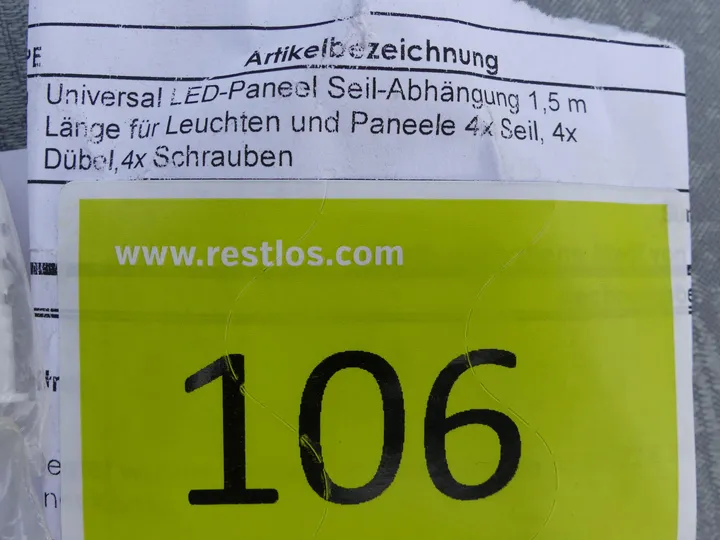 Artikelbezeichnung
Universal LED-Paneel Seil-Abhängung 1,5 m
Länge für Leuchten und Paneele 4x Seil, 4x
Dübel,4x Schrauben
www.restlos.com
106